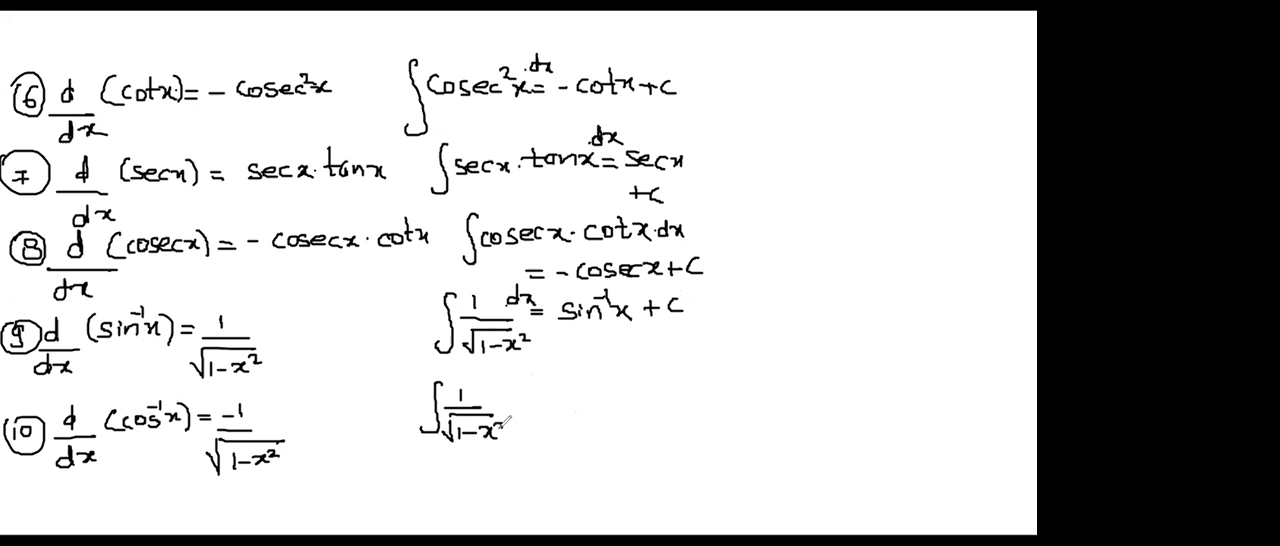 ⑥ d/dx (cotx) = - cosec²x ∫ cosec²x.dx = - cotx + c
⑦ d/dx (secx) = secx.tanx ∫ secx.tanx.dx = secx + c
⑧ d/dx (cosecx) = - cosecx.cotx ∫ cosecx.cotx.dx
= - cosecx + C
⑨ d/dx (sin⁻¹x) = 1/√(1-x²) ∫ 1/√(1-x²) dx = sin⁻¹x + C
⑩ d/dx (cos⁻¹x) = -1/√(1-x²) ∫ 1/√(1-x²)